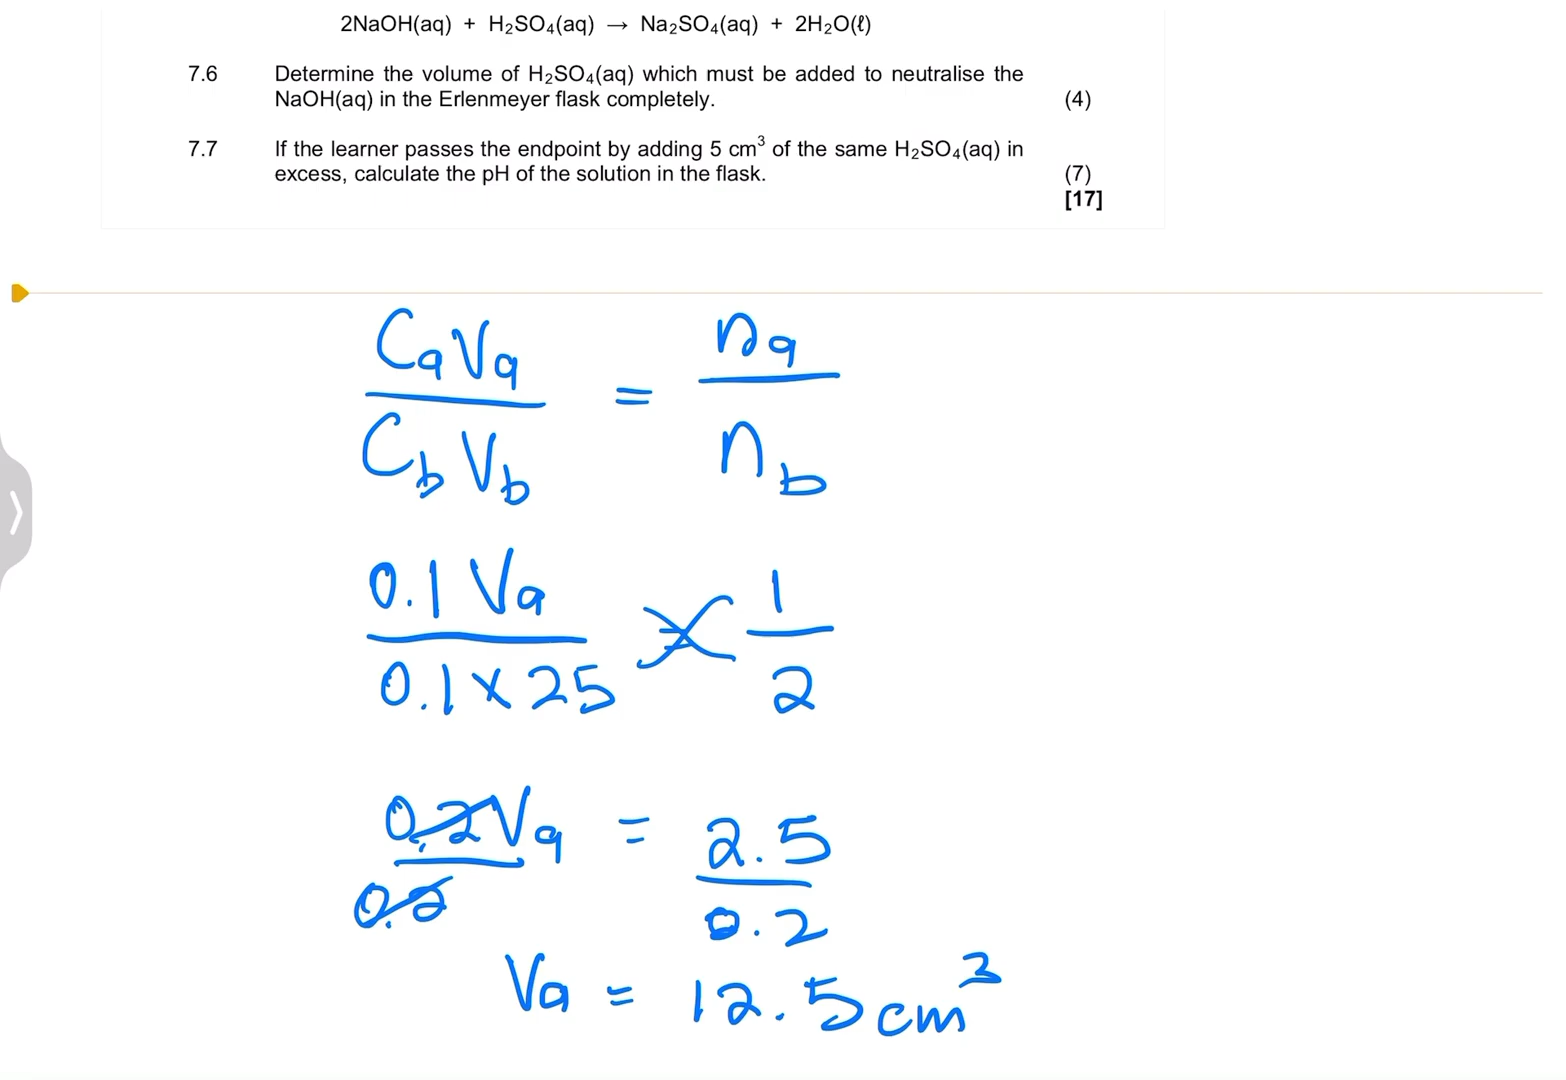 2NaOH(aq) + H₂SO₄(aq) → Na₂SO₄(aq) + 2H₂O(ℓ)
7.6 Determine the volume of H₂SO₄(aq) which must be added to neutralise the
NaOH(aq) in the Erlenmeyer flask completely. (4)
7.7 If the learner passes the endpoint by adding 5 cm³ of the same H₂SO₄(aq) in
excess, calculate the pH of the solution in the flask. (7)
[17]
CaVa / CbVb = na / nb
0.1 Va / 0.1 × 25 = 1 / 2
0.2Va / 0.2 = 2.5 / 0.2
Va = 12.5 cm³